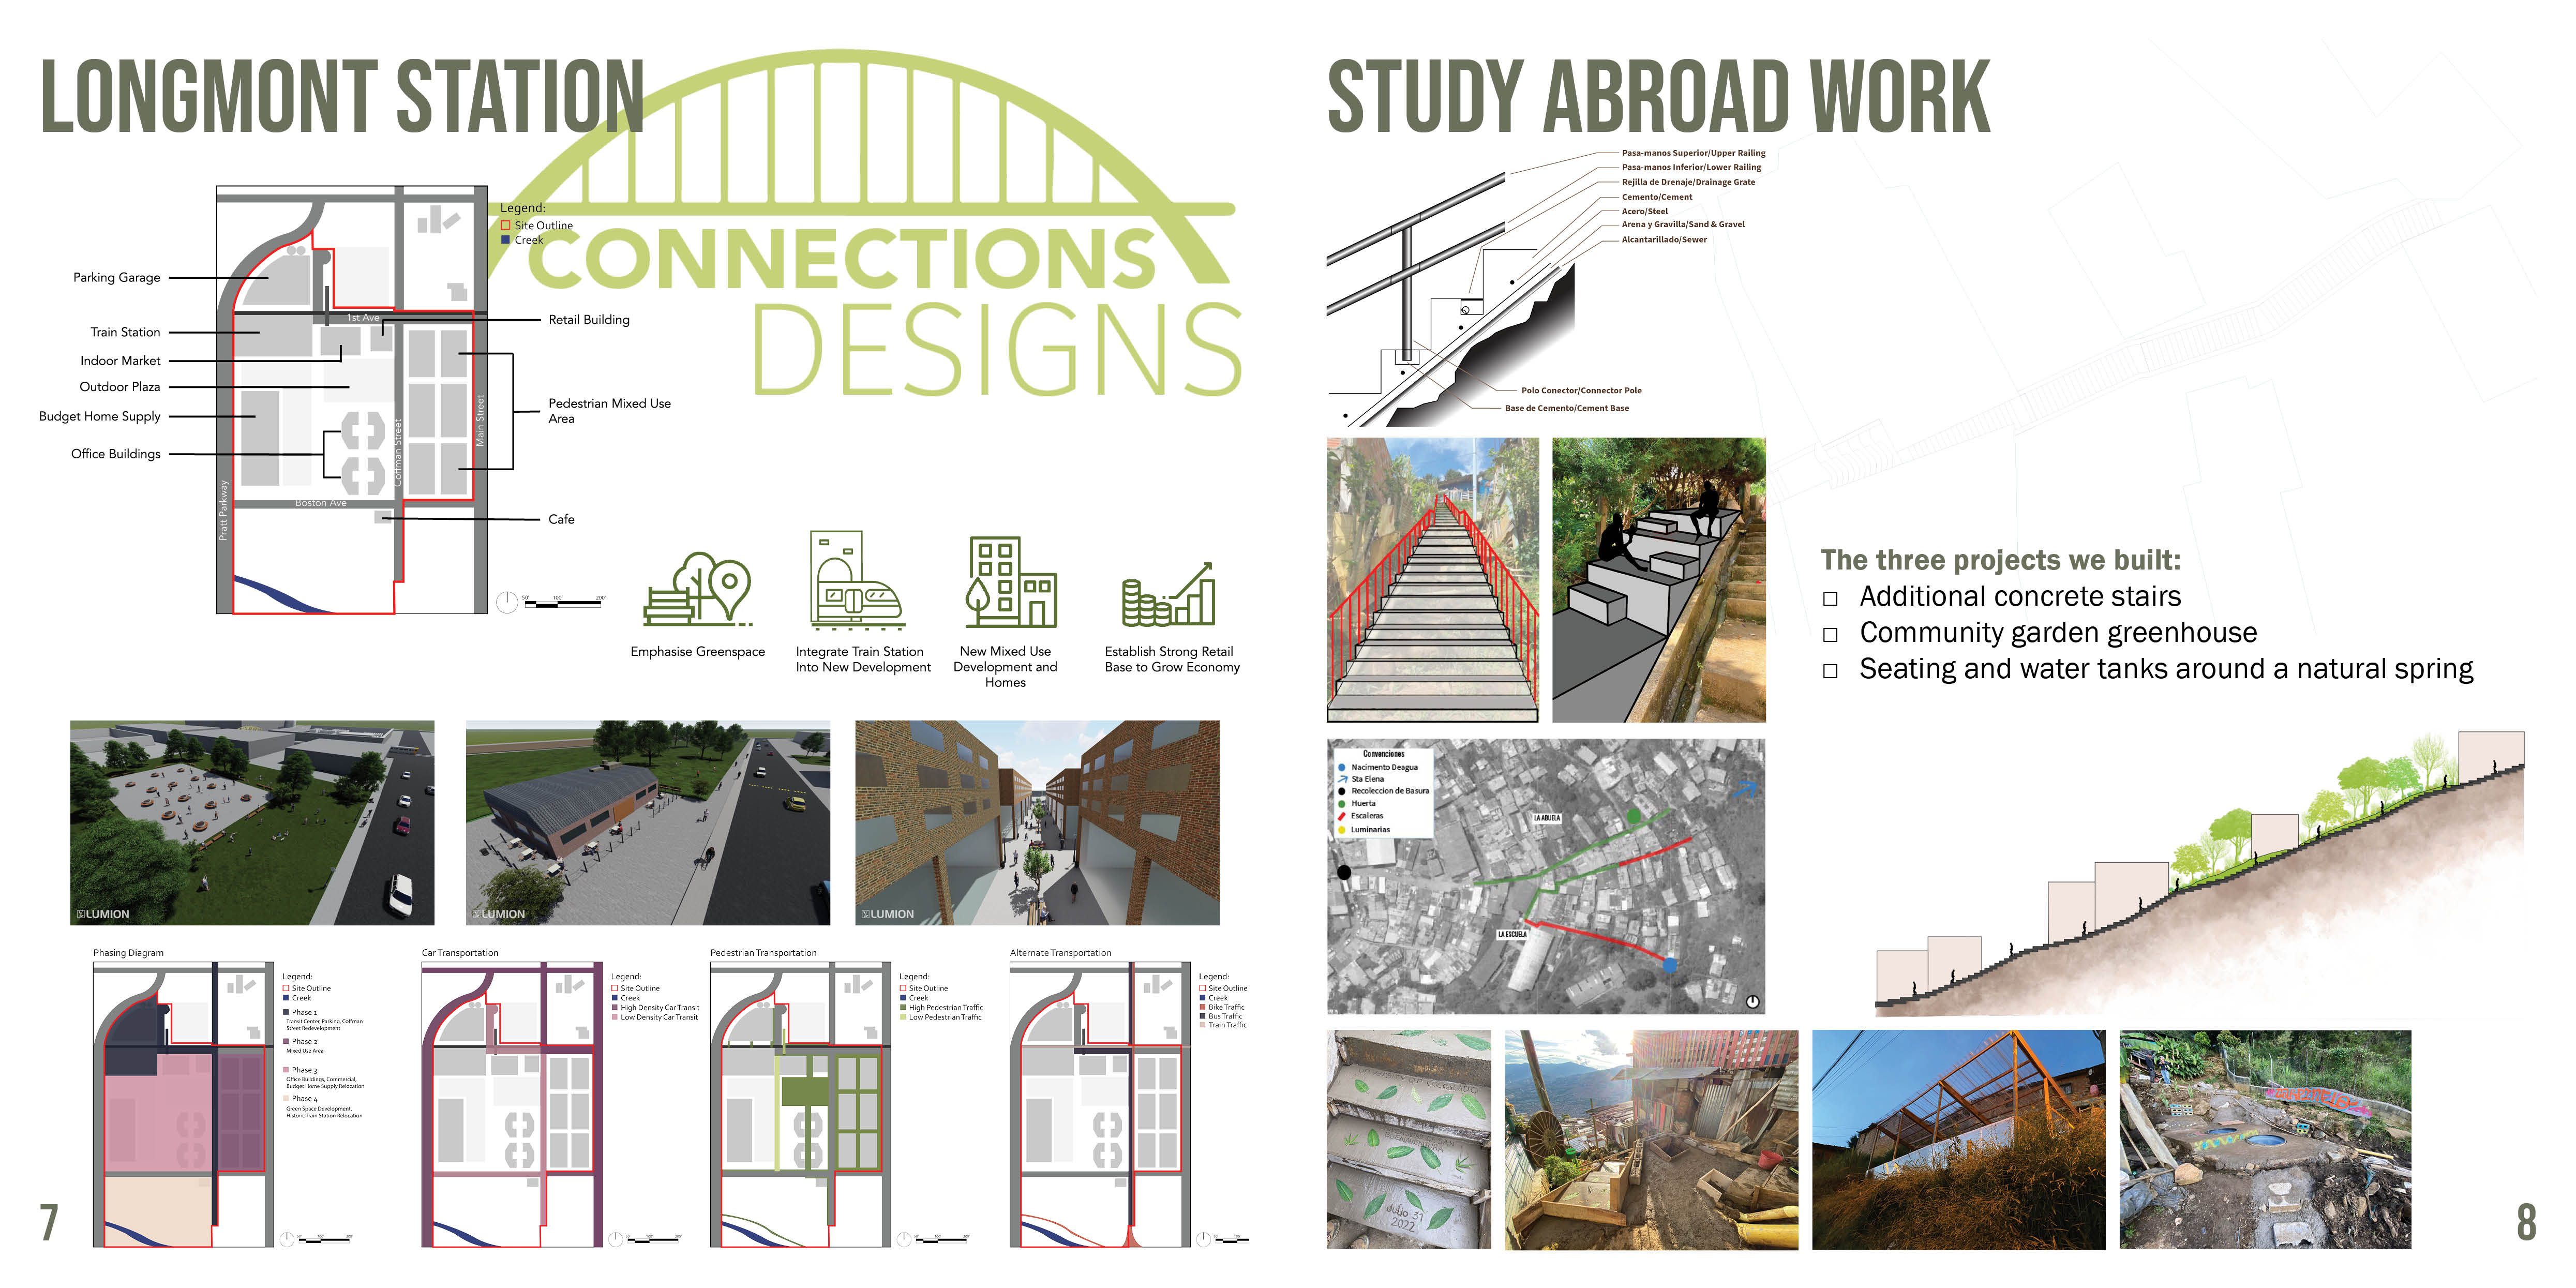 LONGMONT STATION
CONNECTIONS
DESIGNS
Legend:
Site Outline
Creek
Parking Garage
Train Station
Indoor Market
Outdoor Plaza
Budget Home Supply
Office Buildings
Retail Building
Pedestrian Mixed Use
Area
Cafe
1st Ave
Coffman Street
Main Street
Boston Ave
Pratt Parkway
50'
100'
200'
Emphasise Greenspace
Integrate Train Station
Into New Development
New Mixed Use
Development and
Homes
Establish Strong Retail
Base to Grow Economy
LUMION
LUMION
LUMION
Phasing Diagram
Legend:
Site Outline
Creek
Phase 1
Transit Center, Parking, Coffman
Street Redevelopment
Phase 2
Mixed Use Area
Phase 3
Office Buildings, Commercial,
Budget Home Supply Relocation
Phase 4
Green Space Development,
Historic Train Station Relocation
Car Transportation
Legend:
Site Outline
Creek
High Density Car Transit
Low Density Car Transit
Pedestrian Transportation
Legend:
Site Outline
Creek
High Pedestrian Traffic
Low Pedestrian Traffic
Alternate Transportation
Legend:
Site Outline
Creek
Bike Traffic
Bus Traffic
Train Traffic
7
STUDY ABROAD WORK
Pasa-manos Superior/Upper Railing
Pasa-manos Inferior/Lower Railing
Rejilla de Drenaje/Drainage Grate
Cemento/Cement
Acero/Steel
Arena y Gravilla/Sand & Gravel
Alcantarillado/Sewer
Polo Conector/Connector Pole
Base de Cemento/Cement Base
The three projects we built:
Additional concrete stairs
Community garden greenhouse
Seating and water tanks around a natural spring
Convenciones
Nacimento Deagua
Sta Elena
Recoleccion de Basura
Huerta
Escaleras
Luminarias
LA ABUELA
LA ESCUELA
Julio 31
2022
8